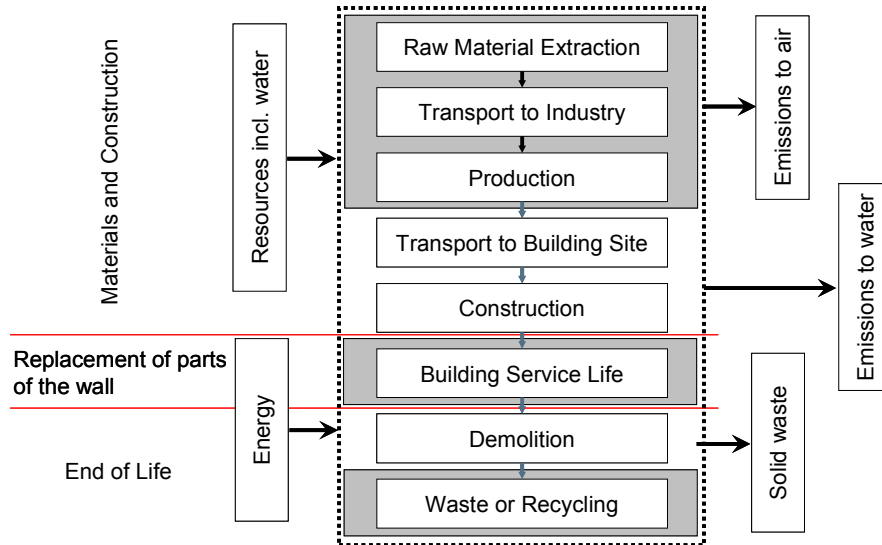 Materials and Construction
Resources incl. water
Raw Material Extraction
Transport to Industry
Production
Transport to Building Site
Construction
Emissions to air
Emissions to water
Replacement of parts
of the wall
Energy
Building Service Life
End of Life
Demolition
Waste or Recycling
Solid waste